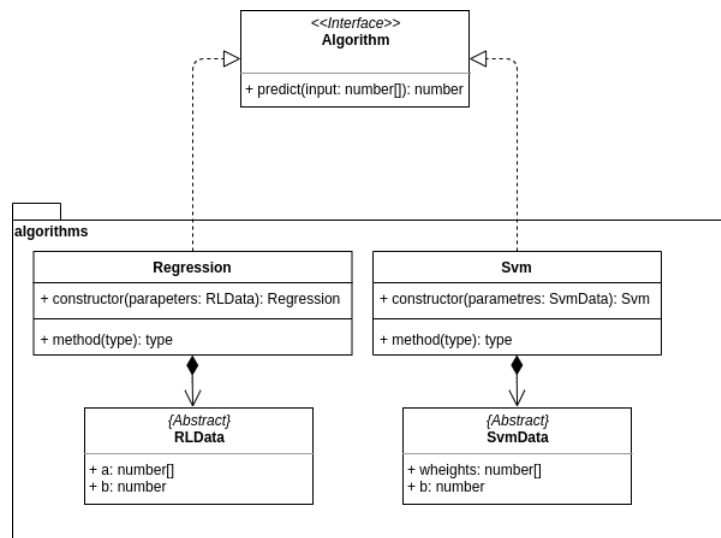 <<Interface>>
Algorithm
+ predict(input: number[]): number
algorithms
Regression
+ constructor(parapeters: RLData): Regression
+ method(type): type
Svm
+ constructor(parametres: SvmData): Svm
+ method(type): type
{Abstract}
RLData
+ a: number[]
+ b: number
{Abstract}
SvmData
+ wheights: number[]
+ b: number